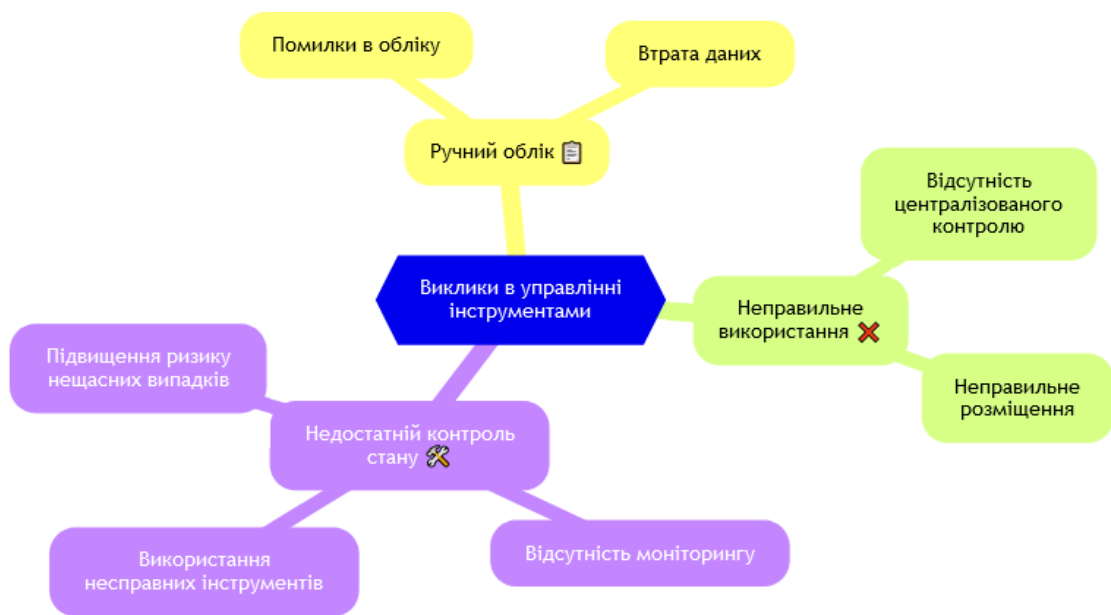 Помилки в обліку
Втрата даних
Ручний облік 📋
Відсутність
централізованого
контролю
Виклики в управлінні
інструментами
Неправильне
використання ❌
Неправильне
розміщення
Підвищення ризику
нещасних випадків
Недостатній контроль
стану 🛠️
Використання
несправних інструментів
Відсутність моніторингу